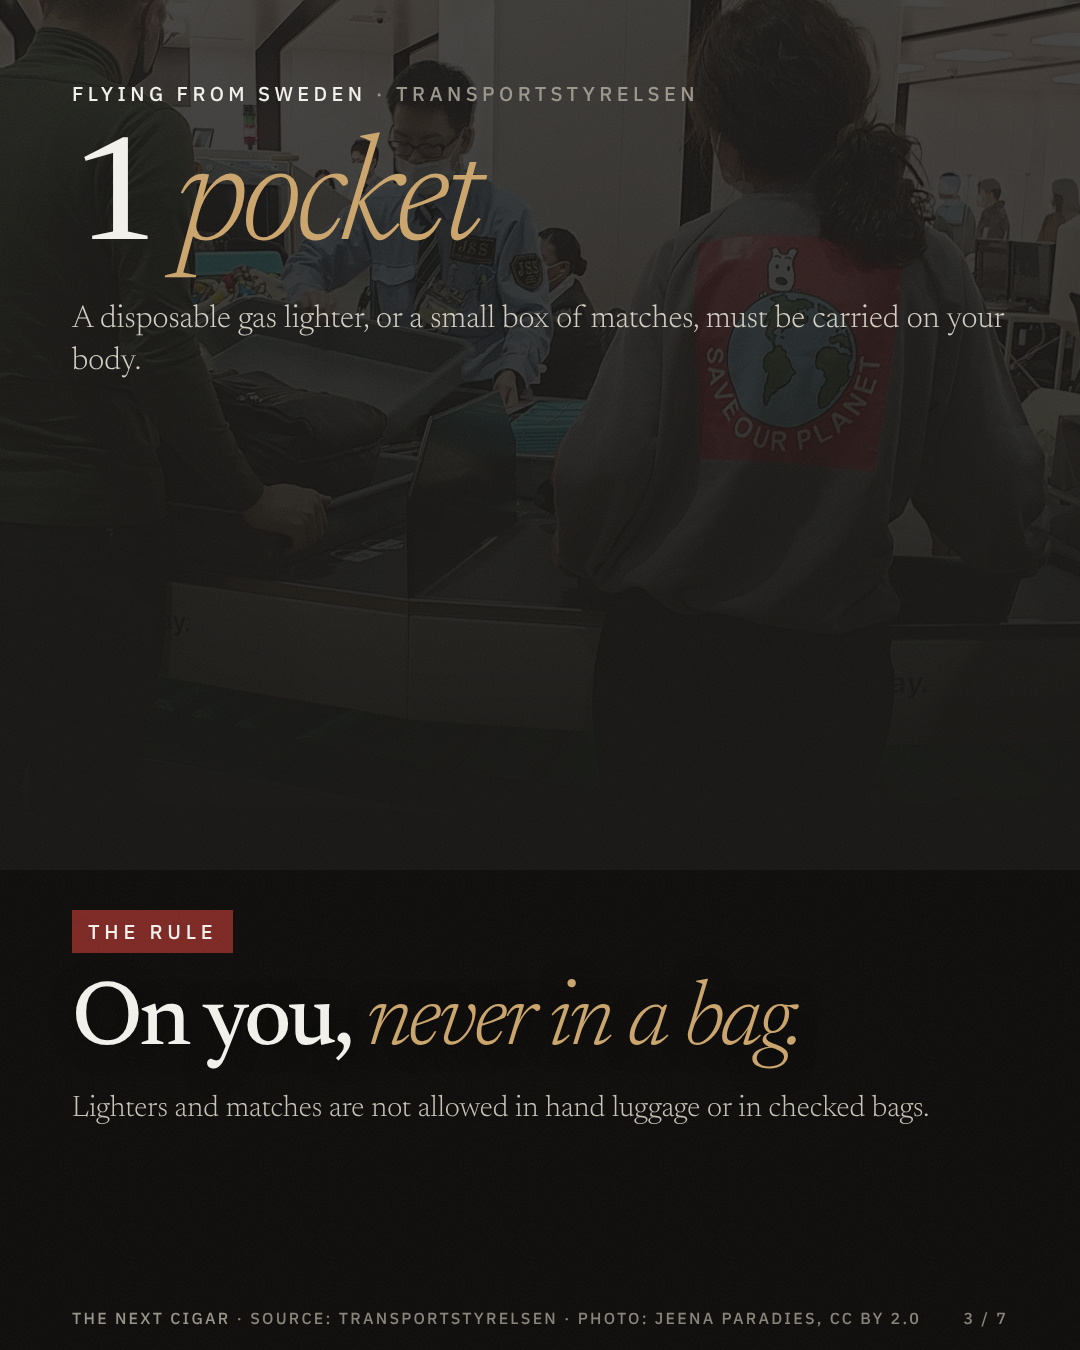 FLYING FROM SWEDEN · TRANSPORTSTYRELSEN
1 pocket
A disposable gas lighter, or a small box of matches, must be carried on your
body.
JSS
JSS
SAVE OUR PLANET
y.
ay.
THE RULE
On you, never in a bag.
Lighters and matches are not allowed in hand luggage or in checked bags.
THE NEXT CIGAR · SOURCE: TRANSPORTSTYRELSEN · PHOTO: JEENA PARADIES, CC BY 2.0 3 / 7